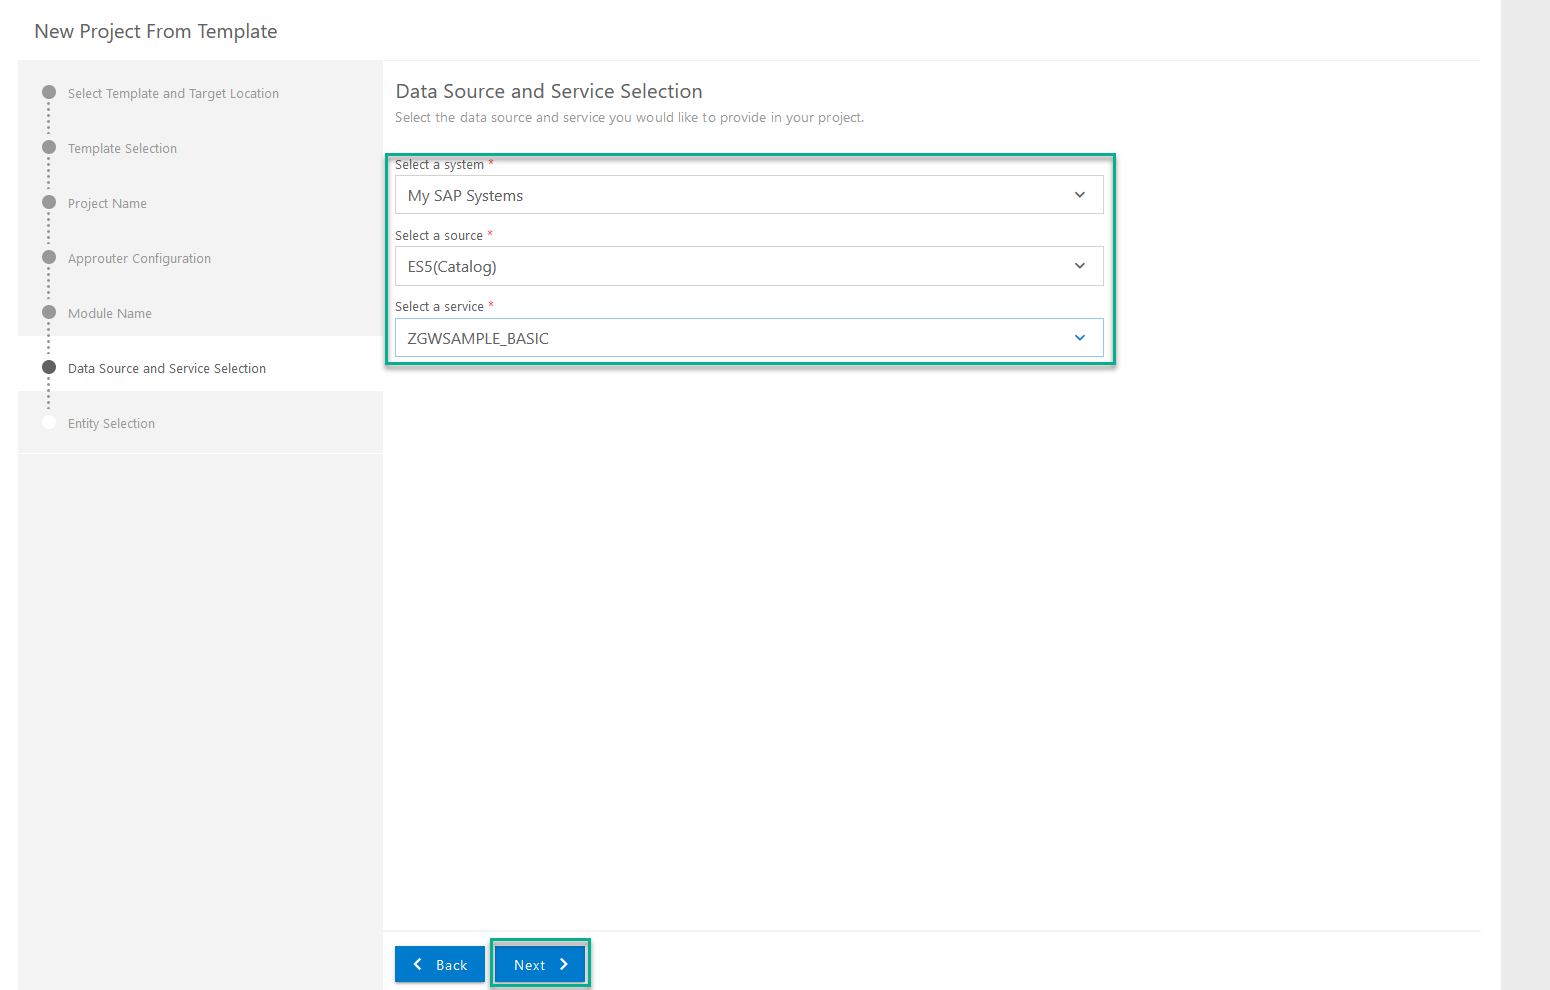 New Project From Template
Select Template and Target Location
Template Selection
Project Name
Approuter Configuration
Module Name
Data Source and Service Selection
Entity Selection
Data Source and Service Selection
Select the data source and service you would like to provide in your project.
Select a system *
My SAP Systems
Select a source *
ES5(Catalog)
Select a service *
ZGWSAMPLE_BASIC
Back
Next